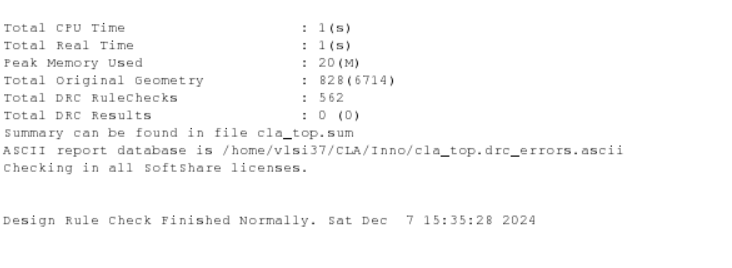 Total CPU Time : 1(s)
Total Real Time : 1(s)
Peak Memory Used : 20(M)
Total Original Geometry : 828(6714)
Total DRC RuleChecks : 562
Total DRC Results : 0 (0)
Summary can be found in file cla_top.sum
ASCII report database is /home/vlsi37/CLA/Inno/cla_top.drc_errors.ascii
Checking in all SoftShare licenses.
Design Rule Check Finished Normally. Sat Dec 7 15:35:28 2024